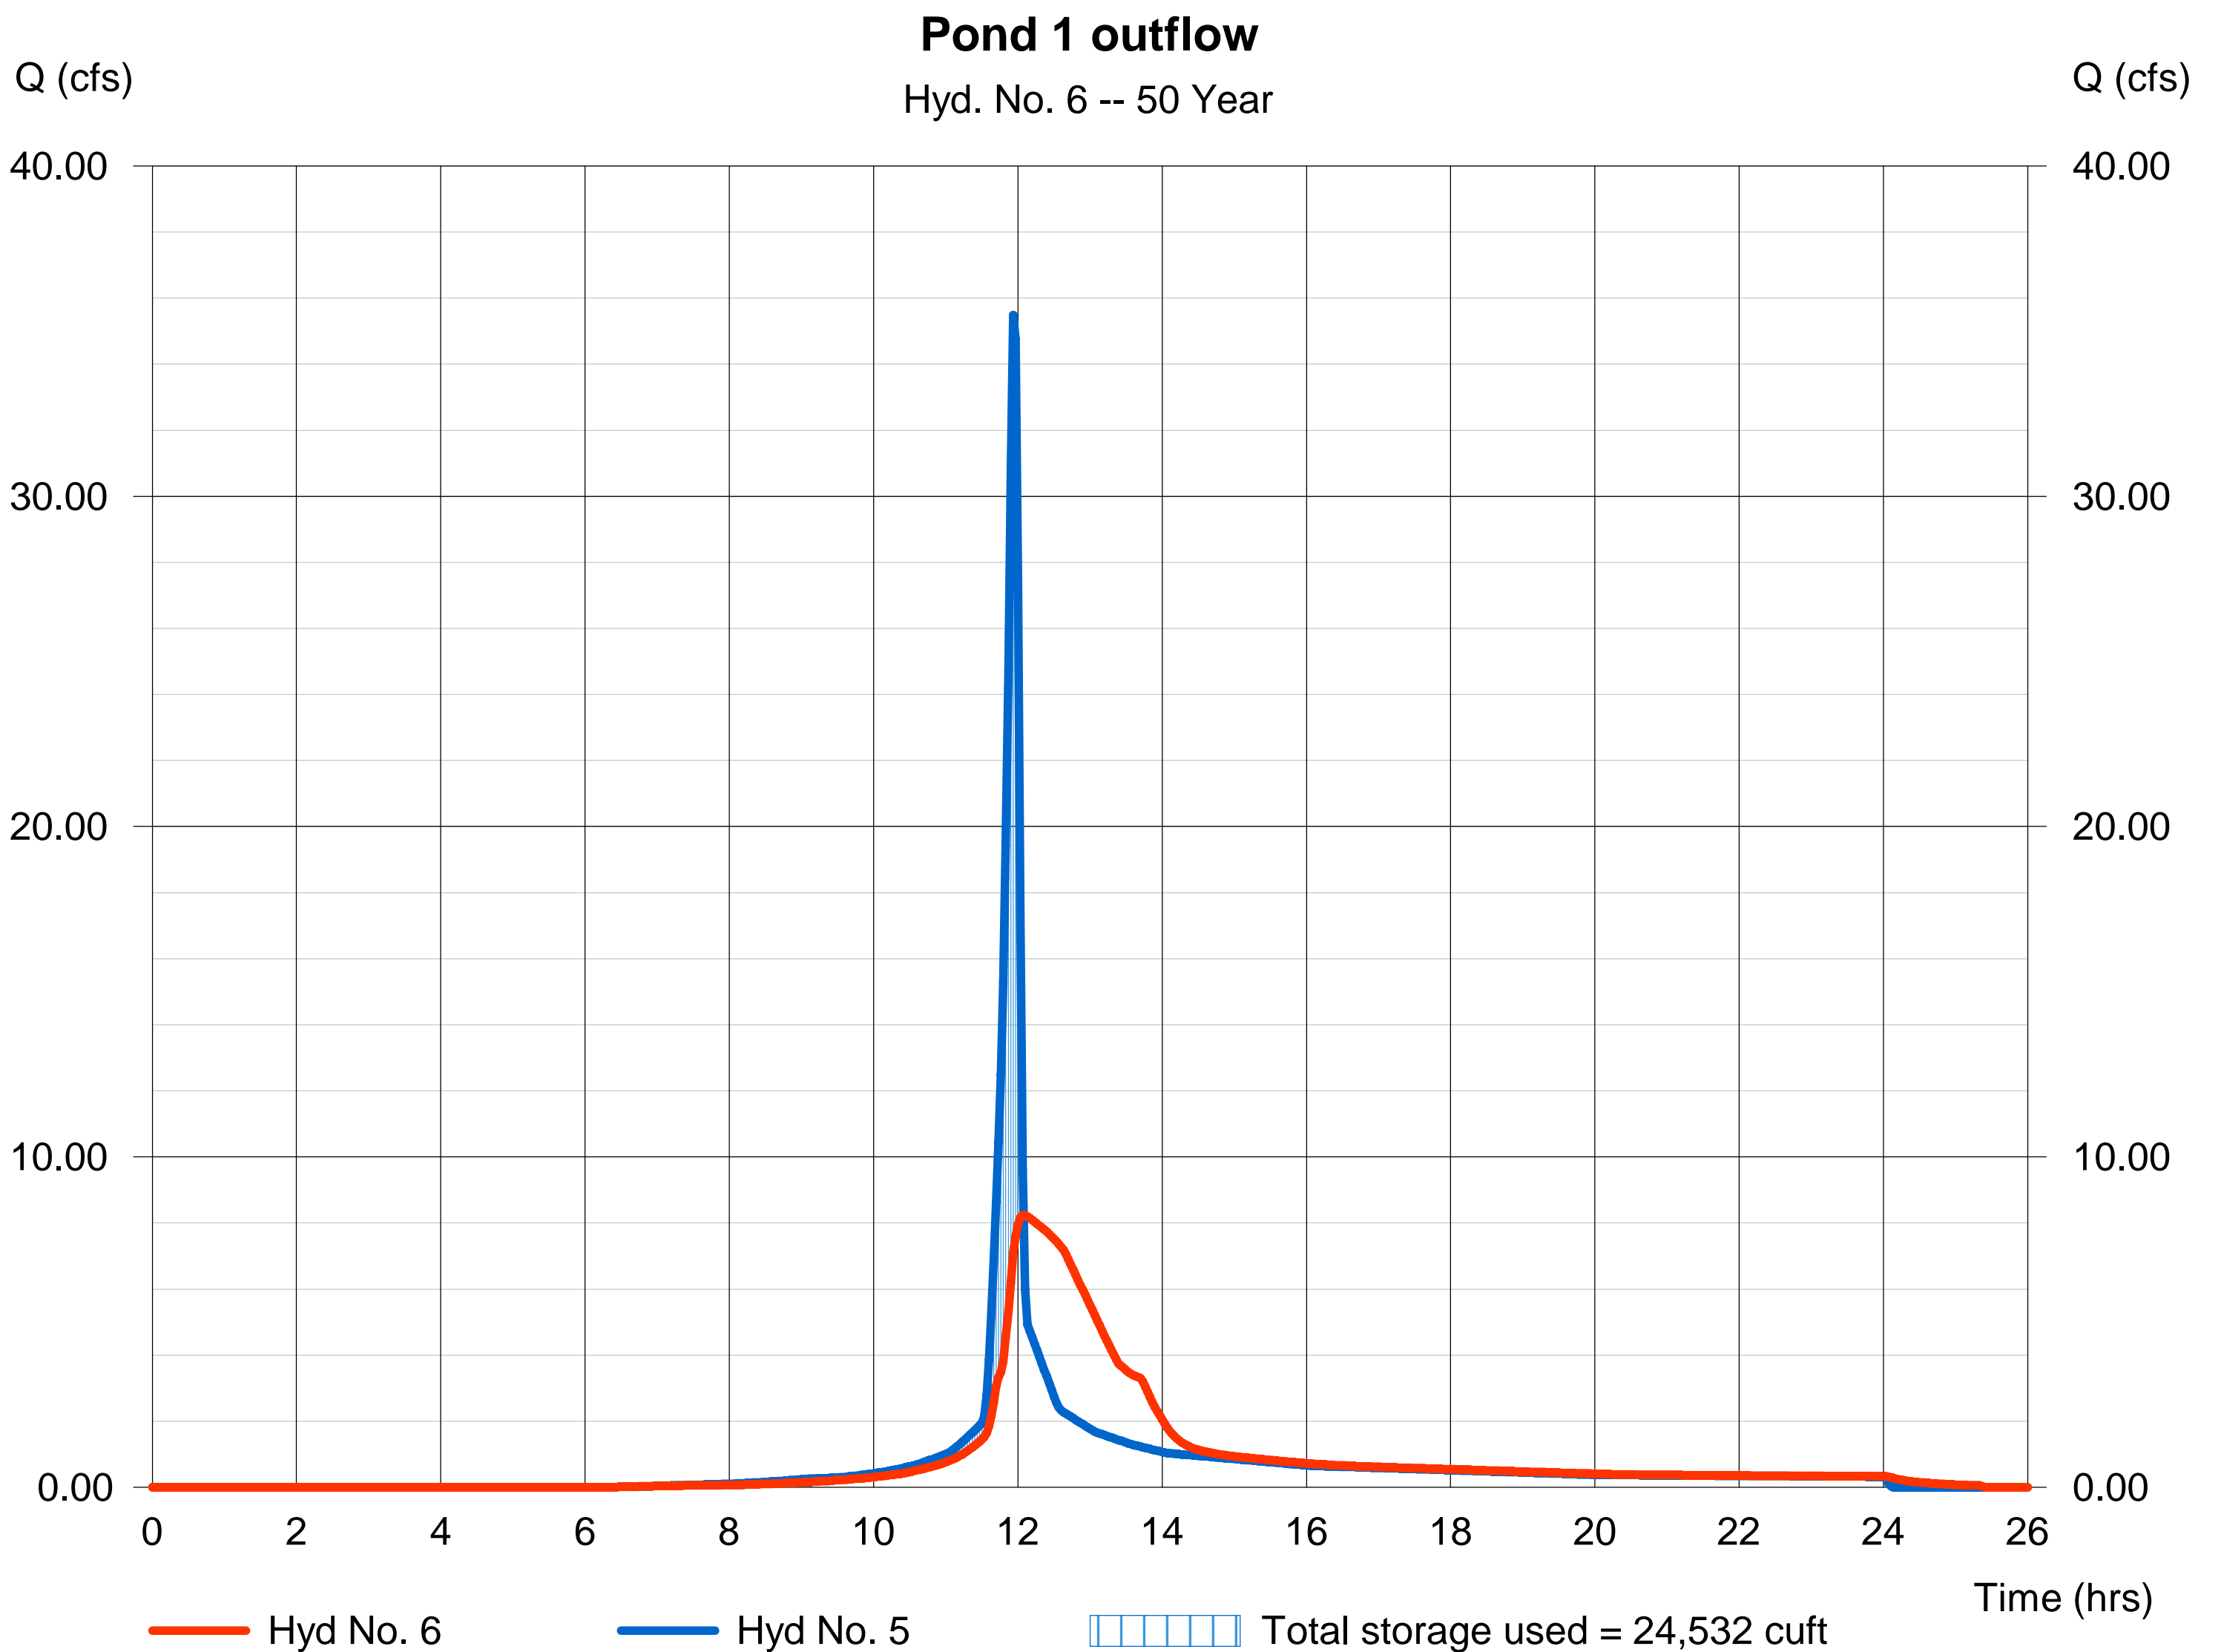 Pond 1 outflow
Q (cfs) Q (cfs)
Hyd. No. 6 -- 50 Year
40.00 40.00
30.00 30.00
20.00 20.00
10.00 10.00
0.00 0.00
0 2 4 6 8 10 12 14 16 18 20 22 24 26
Time (hrs)
Hyd No. 6 Hyd No. 5 Total storage used = 24,532 cuft